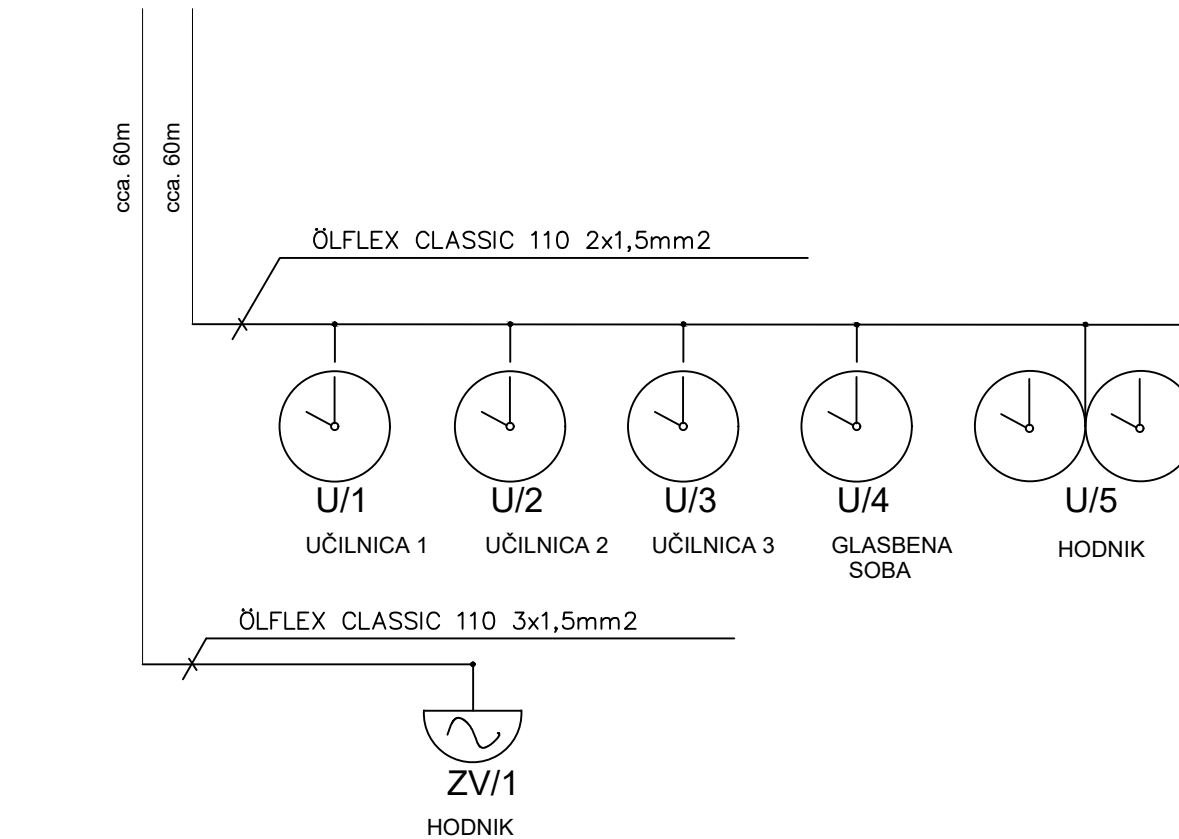 cca. 60m
cca. 60m
ÖLFLEX CLASSIC 110 2x1,5mm2
U/1
U/2
U/3
U/4
U/5
UČILNICA 1
UČILNICA 2
UČILNICA 3
GLASBENA
SOBA
HODNIK
ÖLFLEX CLASSIC 110 3x1,5mm2
ZV/1
HODNIK